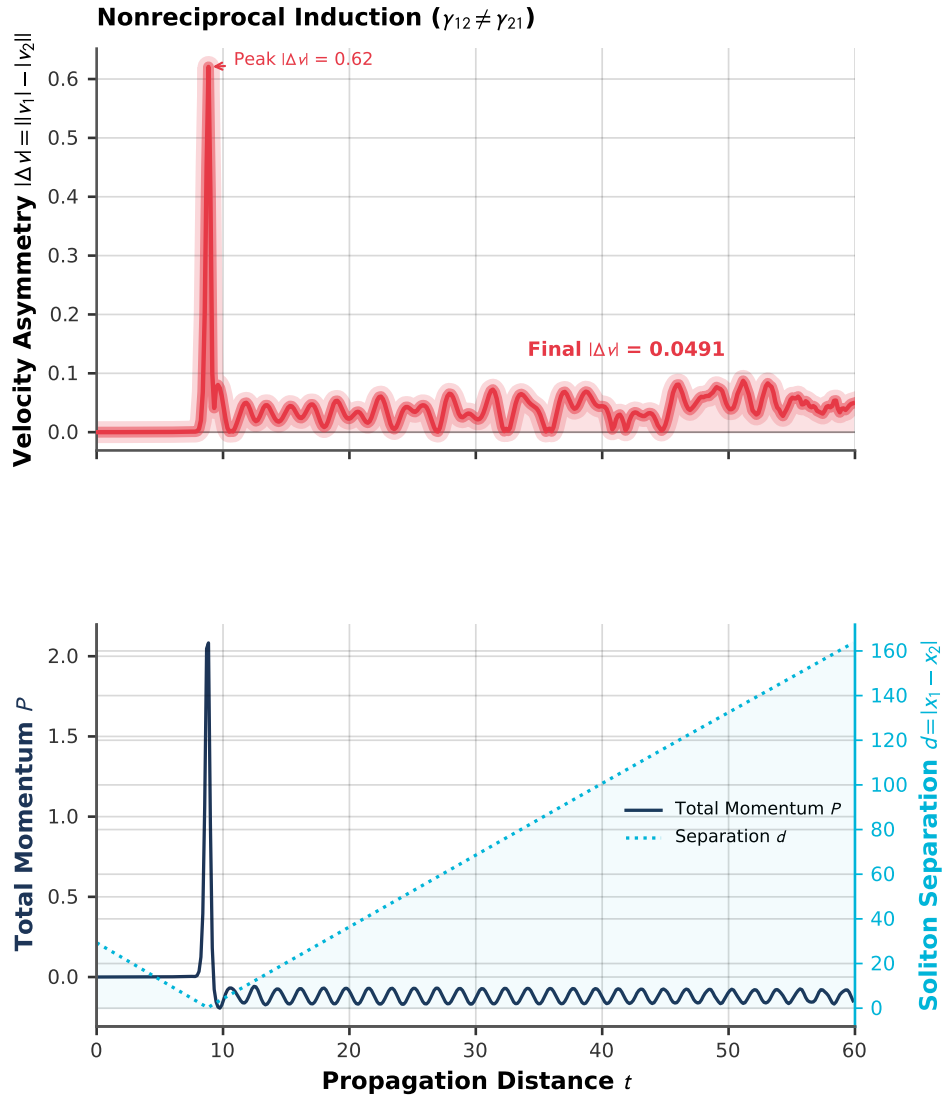 Nonreciprocal Induction (γ₁₂ ≠ γ₂₁)
Velocity Asymmetry |Δv| = ||v₁| − |v₂||
0.6
0.5
0.4
0.3
0.2
0.1
0.0
Peak |Δv| = 0.62
Final |Δv| = 0.0491
Total Momentum P
2.0
1.5
1.0
0.5
0.0
Total Momentum P
Separation d
160
140
120
100
80
60
40
20
0
Soliton Separation d = |x₁ − x₂|
0 10 20 30 40 50 60
Propagation Distance t